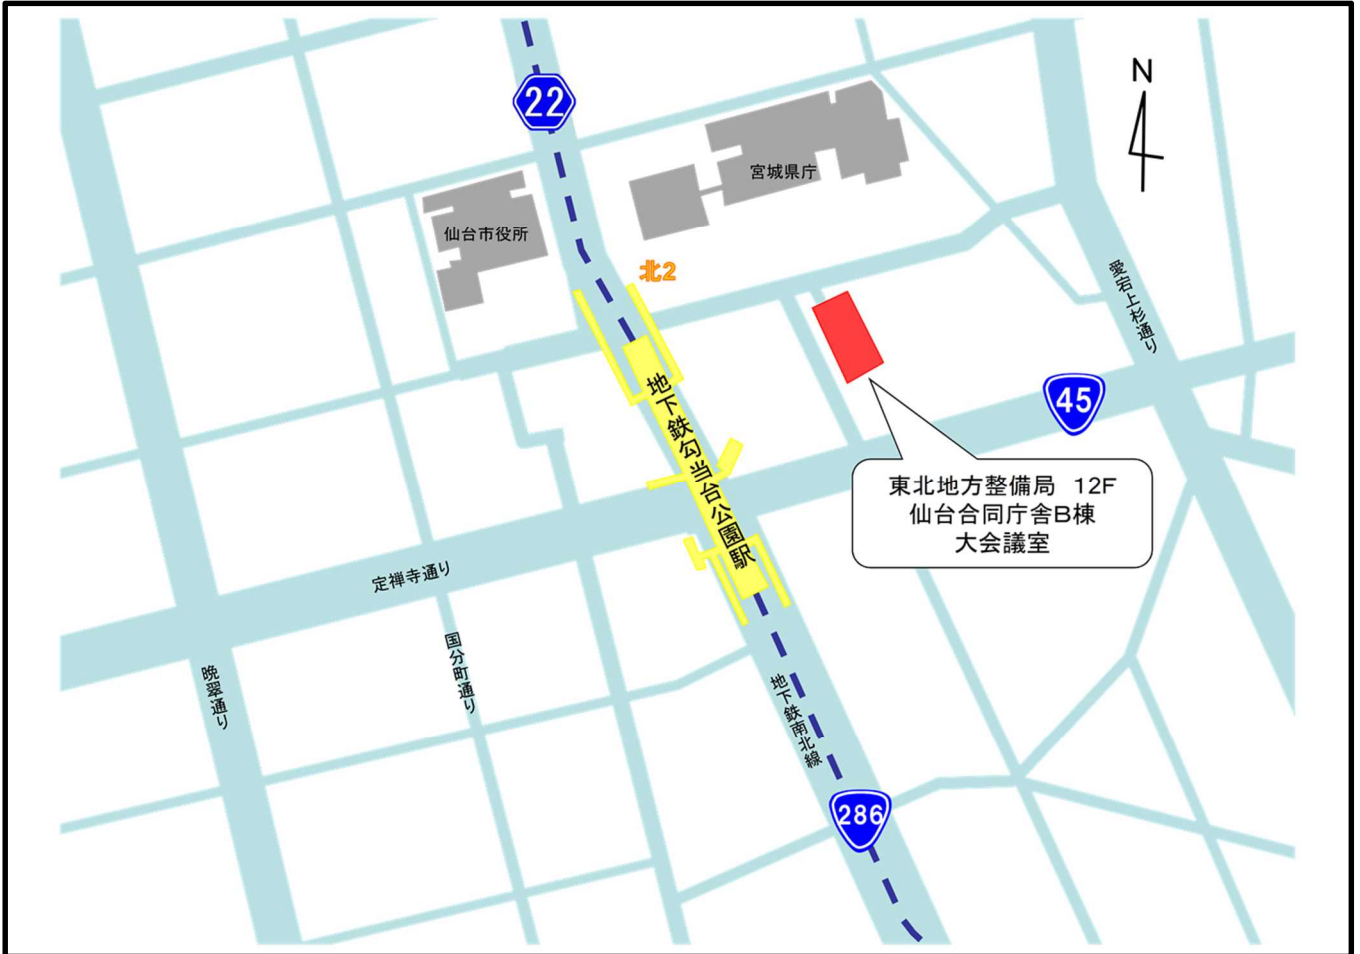 N
22
宮城県庁
仙台市役所
北2
愛宕上杉通り
45
地下鉄勾当台公園駅
東北地方整備局 12F
仙台合同庁舎B棟
大会議室
定禅寺通り
国分町通り
晩翠通り
地下鉄南北線
286